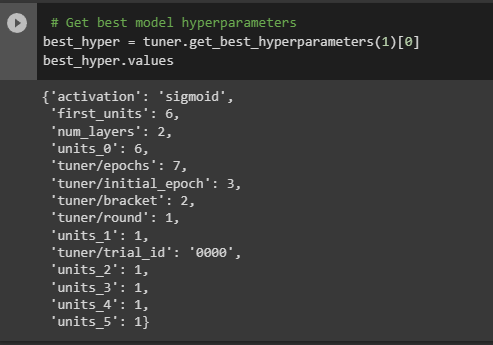 # Get best model hyperparameters
best_hyper = tuner.get_best_hyperparameters(1)[0]
best_hyper.values
{'activation': 'sigmoid',
'first_units': 6,
'num_layers': 2,
'units_0': 6,
'tuner/epochs': 7,
'tuner/initial_epoch': 3,
'tuner/bracket': 2,
'tuner/round': 1,
'units_1': 1,
'tuner/trial_id': '0000',
'units_2': 1,
'units_3': 1,
'units_4': 1,
'units_5': 1}